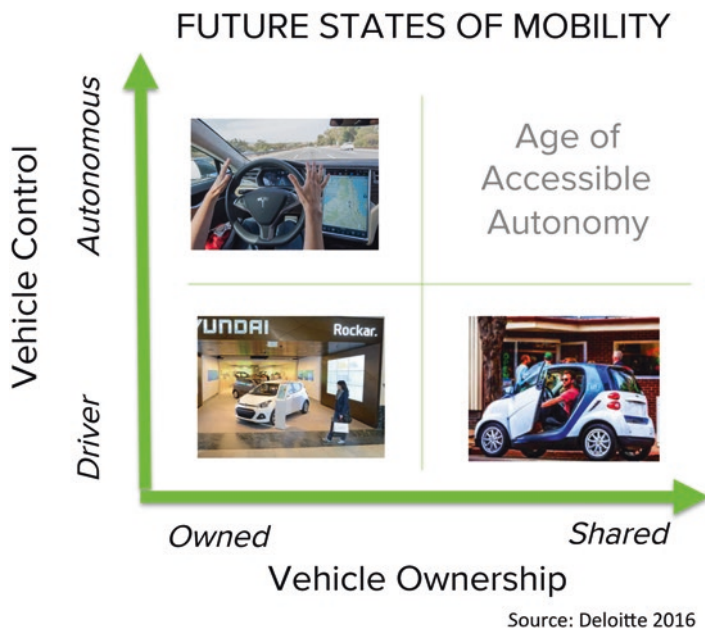 FUTURE STATES OF MOBILITY
Vehicle Control
Autonomous
Driver
Age of
Accessible
Autonomy
YUNDAI
Rockar.
Owned
Shared
Vehicle Ownership
Source: Deloitte 2016